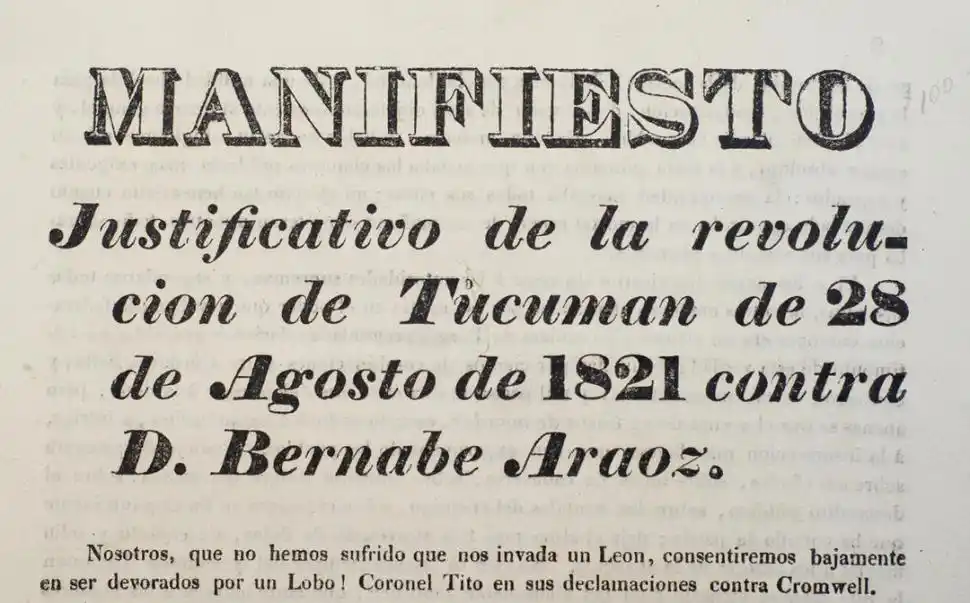 MANIFIESTO
Justificativo de la revolu-
cion de Tucuman de 28
de Agosto de 1821 contra
D. Bernabe Araoz.
100
Nosotros, que no hemos sufrido que nos invada un Leon, consentiremos bajamente
en ser devorados por un Lobo! Coronel Tito en sus declamaciones contra Cromwell.